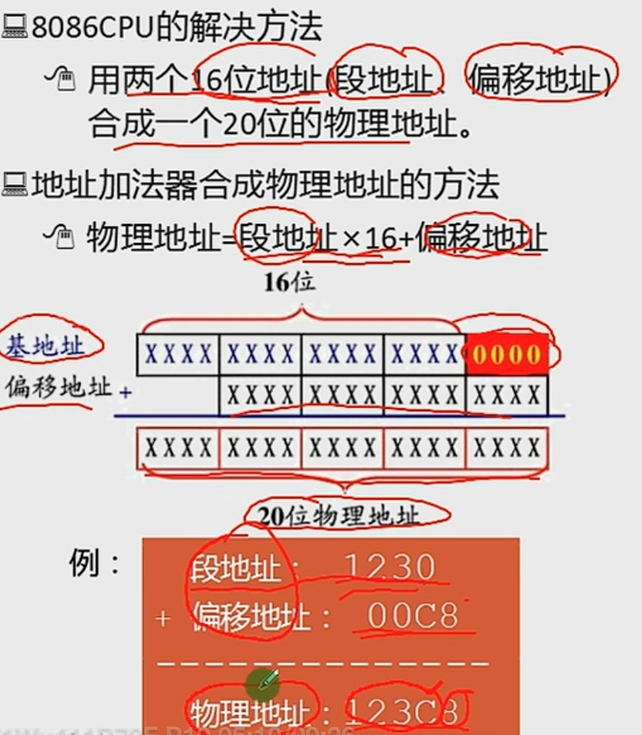 8086CPU的解决方法
用两个16位地址(段地址、偏移地址)
合成一个20位的物理地址。
地址加法器合成物理地址的方法
物理地址=段地址×16+偏移地址
16位
基地址 XXXX XXXX XXXX XXXX 0000
偏移地址 + XXXX XXXX XXXX XXXX
XXXX XXXX XXXX XXXX XXXX
20位物理地址
例：
段地址： 1230
+ 偏移地址： 00C8
物理地址：123C8